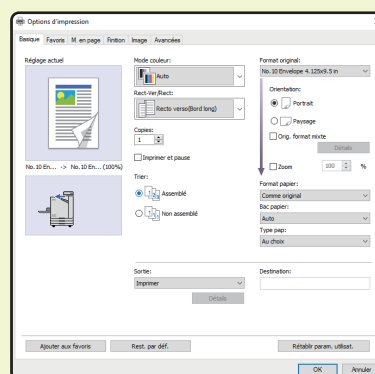 Options d'impression
Basique Favoris M. en page Finition Image Avancées
Réglage actuel
No. 10 En... -> No. 10 En... (100%)
Mode couleur:
Auto
Rect-Ver/Rect:
Recto verso(Bord long)
Copies:
1
Imprimer et pause
Trier:
Assemblé
Non assemblé
Sortie:
Imprimer
Détails
Format original:
No. 10 Envelope 4.125x9.5 in
Orientation:
Portrait
Paysage
Orig. format mixte
Détails
Zoom 100 %
Format papier:
Comme original
Bac papier:
Auto
Type pap:
Au choix
Destination:
Ajouter aux favoris Rest. par déf. Rétablir param. utilisat.
OK Annuler